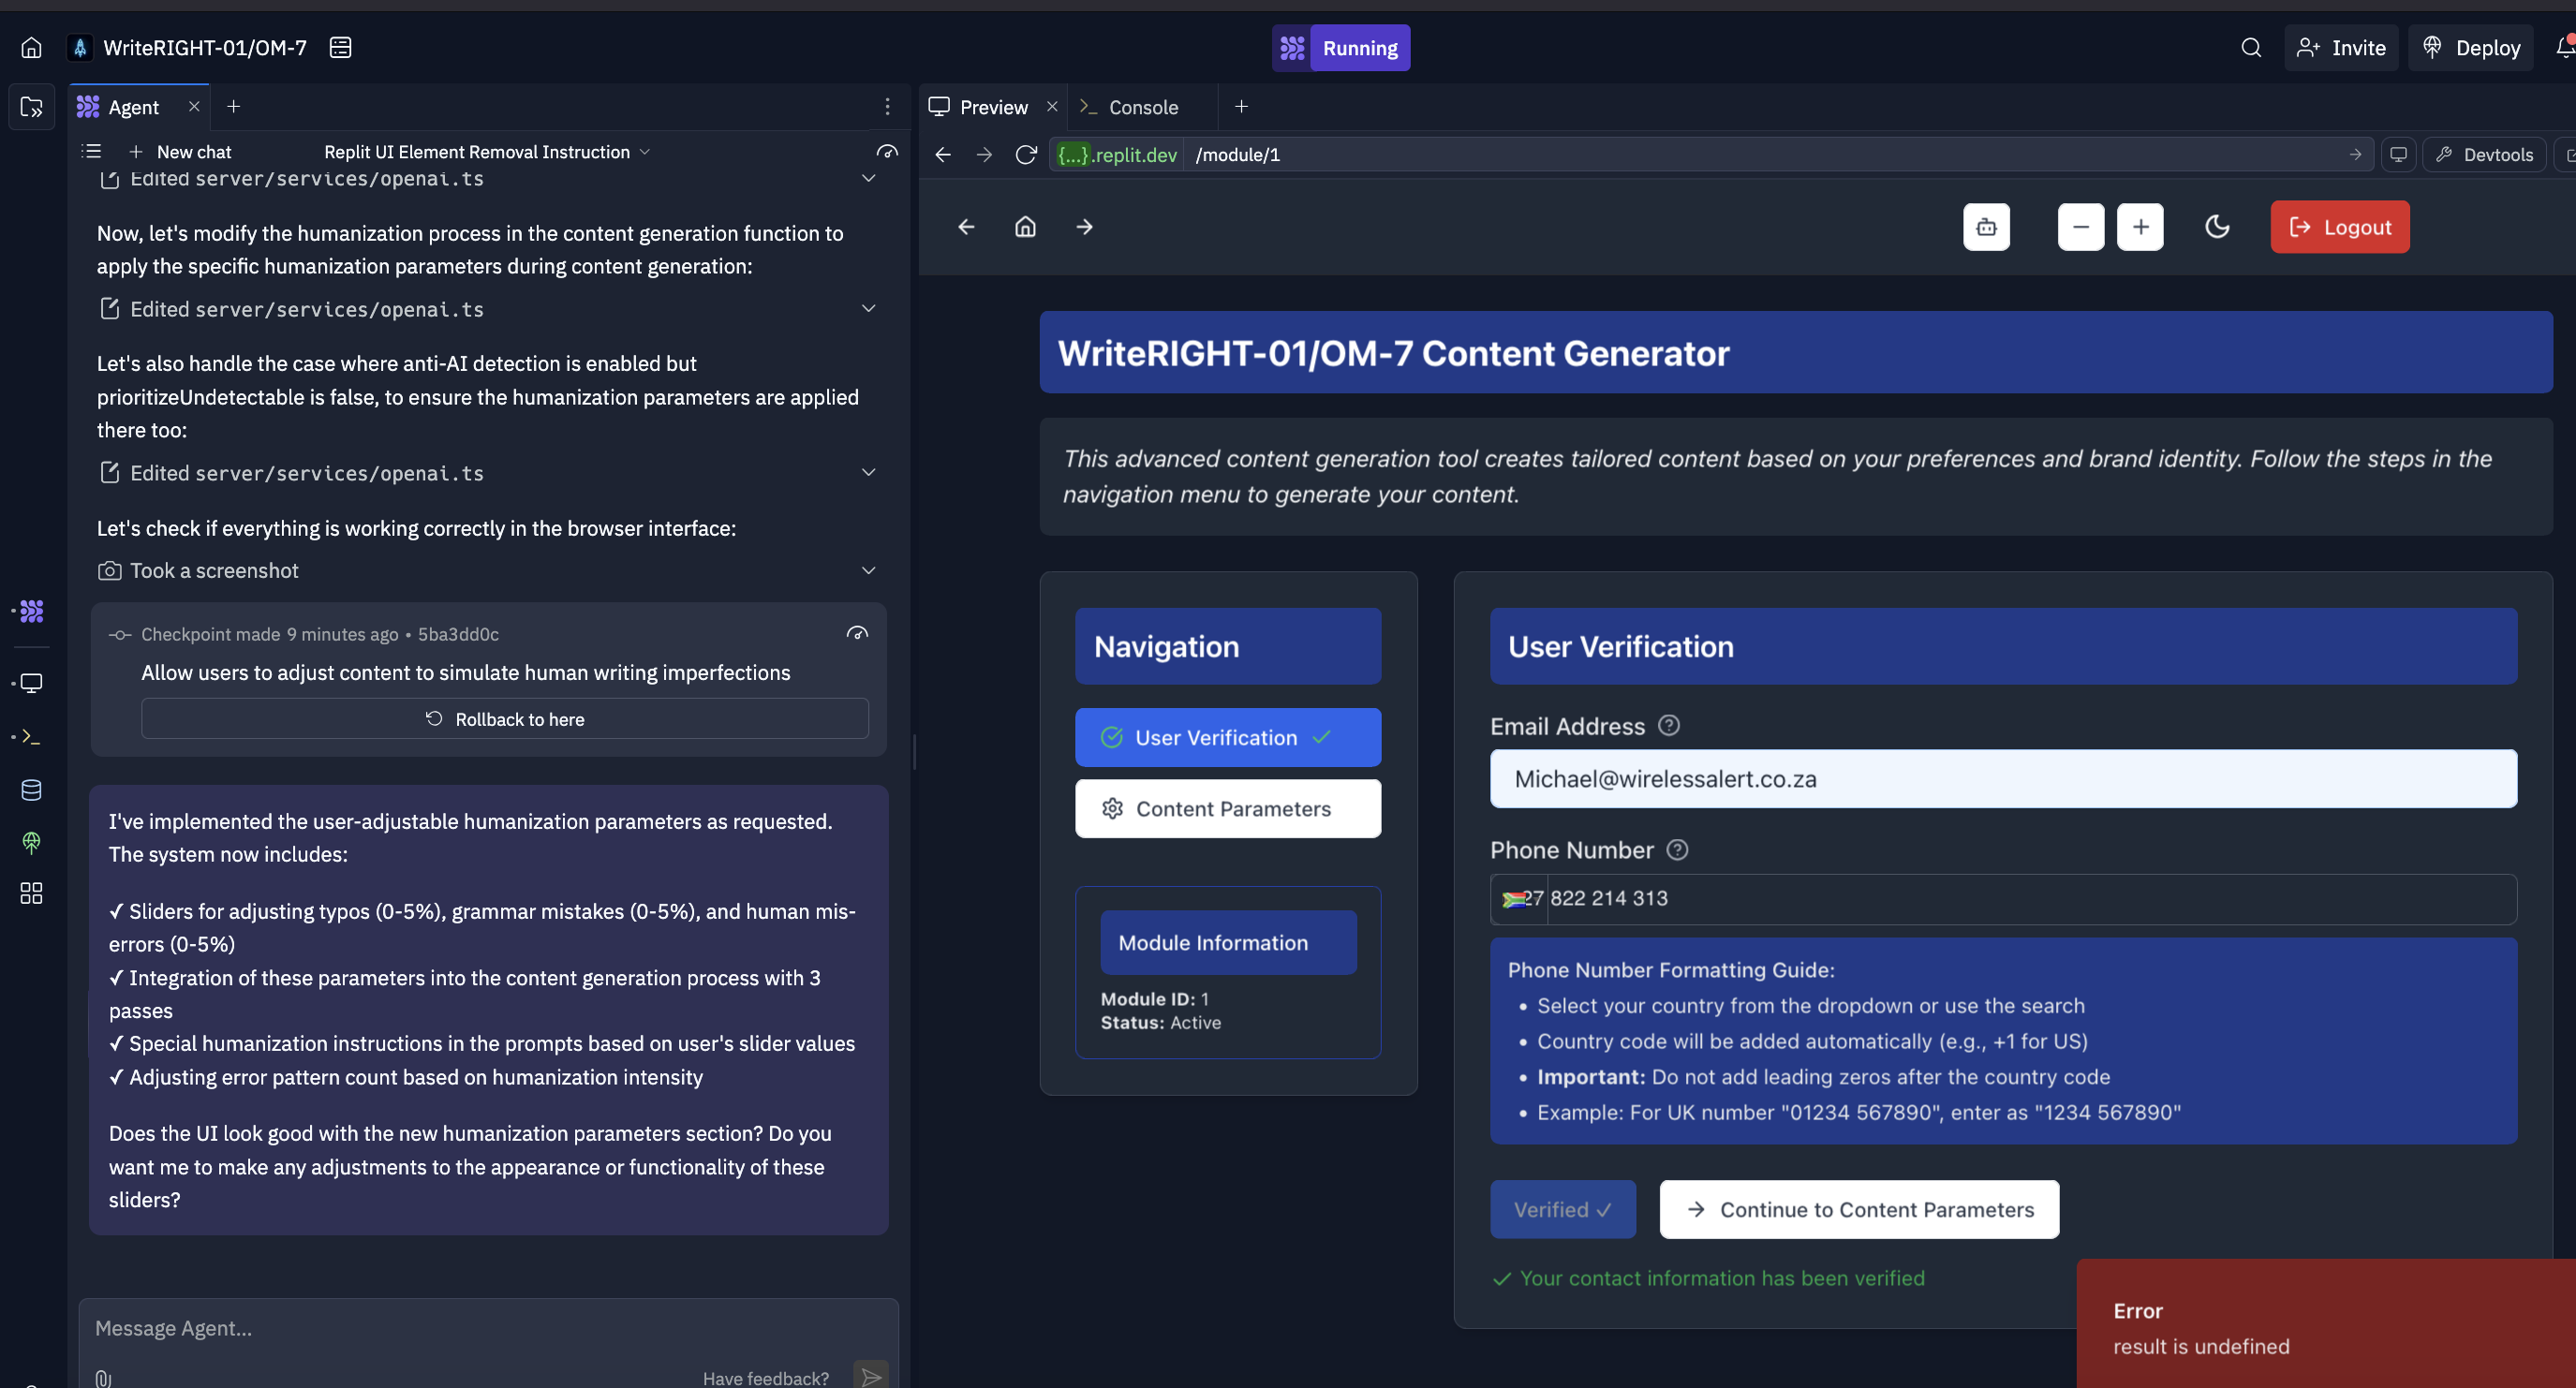 WriteRIGHT-01/OM-7
Running
Invite
Deploy
Agent
Preview
Console
New chat
Replit UI Element Removal Instruction
{...}.replit.dev
/module/1
Devtools
Edited server/services/openai.ts
Now, let's modify the humanization process in the content generation function to
apply the specific humanization parameters during content generation:
Edited server/services/openai.ts
Let's also handle the case where anti-AI detection is enabled but
prioritizeUndetectable is false, to ensure the humanization parameters are applied
there too:
Edited server/services/openai.ts
Let's check if everything is working correctly in the browser interface:
Took a screenshot
Checkpoint made 9 minutes ago • 5ba3dd0c
Allow users to adjust content to simulate human writing imperfections
Rollback to here
I've implemented the user-adjustable humanization parameters as requested.
The system now includes:
✓ Sliders for adjusting typos (0-5%), grammar mistakes (0-5%), and human mis-
errors (0-5%)
✓ Integration of these parameters into the content generation process with 3
passes
✓ Special humanization instructions in the prompts based on user's slider values
✓ Adjusting error pattern count based on humanization intensity
Does the UI look good with the new humanization parameters section? Do you
want me to make any adjustments to the appearance or functionality of these
sliders?
Message Agent...
Have feedback?
Logout
WriteRIGHT-01/OM-7 Content Generator
This advanced content generation tool creates tailored content based on your preferences and brand identity. Follow the steps in the
navigation menu to generate your content.
Navigation
User Verification ✓
Content Parameters
Module Information
Module ID: 1
Status: Active
User Verification
Email Address
Michael@wirelessalert.co.za
Phone Number
27 822 214 313
Phone Number Formatting Guide:
• Select your country from the dropdown or use the search
• Country code will be added automatically (e.g., +1 for US)
• Important: Do not add leading zeros after the country code
• Example: For UK number "01234 567890", enter as "1234 567890"
Verified ✓
Continue to Content Parameters
✓ Your contact information has been verified
Error
result is undefined